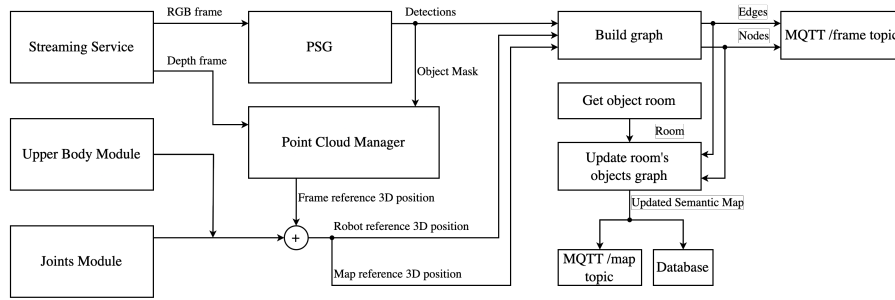 RGB frame
Detections
Edges
Streaming Service
PSG
Build graph
MQTT /frame topic
Nodes
Depth frame
Object Mask
Get object room
Room
Point Cloud Manager
Upper Body Module
Update room's
objects graph
Frame reference 3D position
Updated Semantic Map
Robot reference 3D position
+
Joints Module
Map reference 3D position
MQTT /map
topic
Database